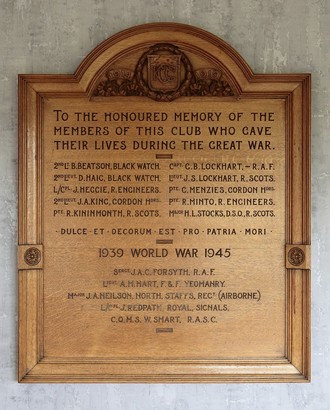 TO THE HONOURED MEMORY OF THE
MEMBERS OF THIS CLUB WHO GAVE
THEIR LIVES DURING THE GREAT WAR.
2ND Lt B. BEATSON, BLACK WATCH. CAPT. C. B. LOCKHART, – R.A.F.
2ND LIEUT D. HAIG, BLACK WATCH. LIEUT J. S. LOCKHART, R. SCOTS.
L/CPL J. HEGGIE, R. ENGINEERS. PTE C. MENZIES, GORDON HDRS.
2ND LIEUT J. A. KING, GORDON HDRS. PTE R. MINTO, R. ENGINEERS.
PTE R. KININMONTH, R. SCOTS. MAJOR H. L. STOCKS, D.S.O., R. SCOTS.
· DULCE · ET · DECORUM · EST · PRO · PATRIA · MORI ·
1939 WORLD WAR 1945
SERGT J. A. C. FORSYTH, R.A.F.
LIEUT. A. M. HART, F. & F. YEOMANRY.
MAJOR J. A. NEILSON, NORTH. STAFFS, REGT (AIRBORNE)
L/CPL J. REDPATH, ROYAL, SIGNALS.
C.Q.M.S. W. SMART, R.A.S.C.